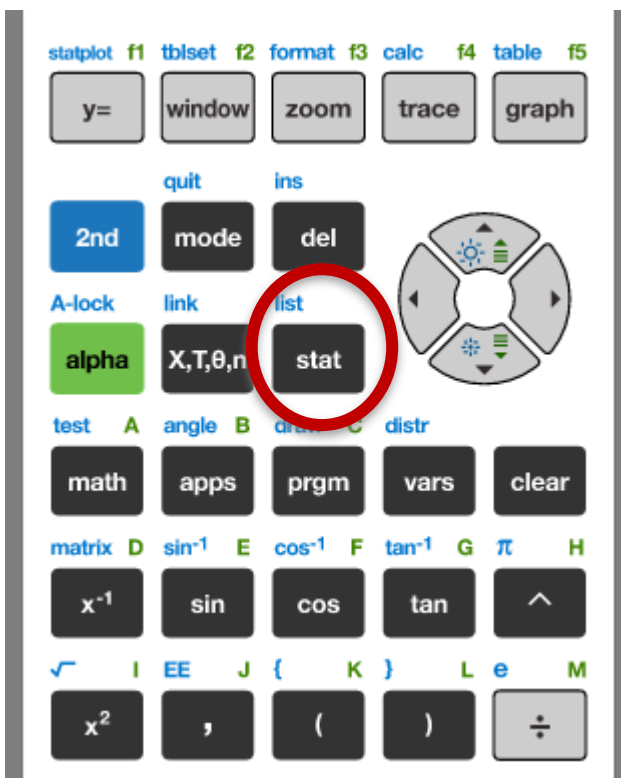 statplot f1 tblset f2 format f3 calc f4 table f5
y= window zoom trace graph
quit ins
2nd mode del
A-lock link list
alpha X,T,θ,n stat
test A angle B draw C distr
math apps prgm vars clear
matrix D sin⁻¹ E cos⁻¹ F tan⁻¹ G π H
x⁻¹ sin cos tan ^
√ I EE J { K } L e M
x² , ( ) ÷